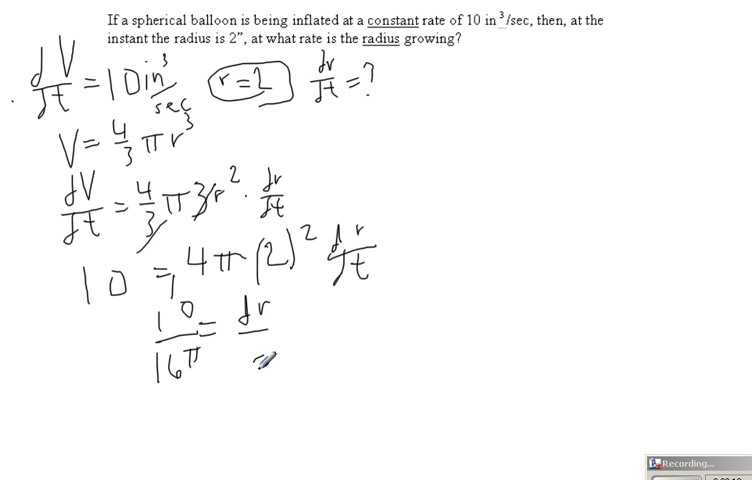 If a spherical balloon is being inflated at a constant rate of 10 in³/sec, then, at the
instant the radius is 2”, at what rate is the radius growing?
dV/dt = 10 in³/sec r=2 dr/dt = ?
V = 4/3 π r³
dV/dt = 4/3 π 3r² · dr/dt
10 = 4π(2)² dr/dt
10/16π = dr
Recording...